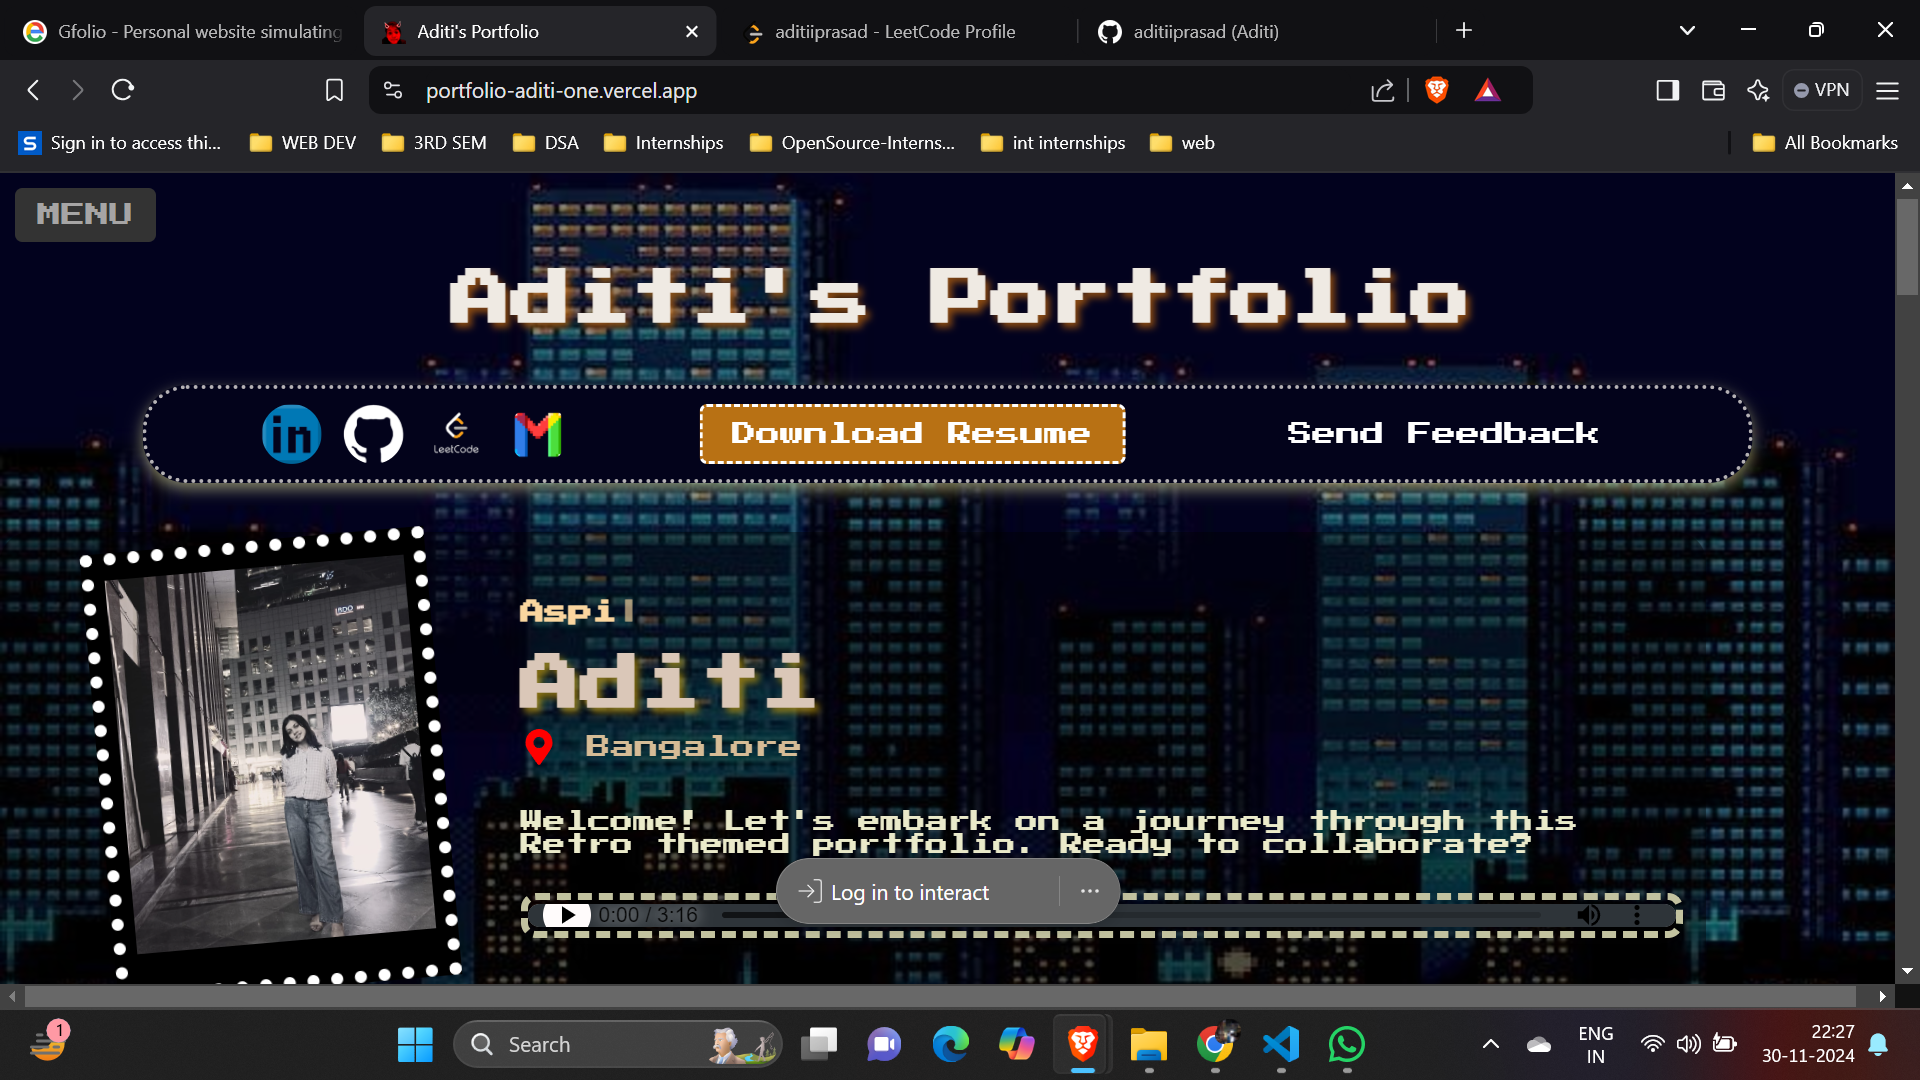 Gfolio - Personal website simulating
Aditi's Portfolio
aditiiprasad - LeetCode Profile
aditiiprasad (Aditi)
portfolio-aditi-one.vercel.app
VPN
S Sign in to access thi...
WEB DEV
3RD SEM
DSA
Internships
OpenSource-Interns...
int internships
web
All Bookmarks
MENU
Aditi's Portfolio
in
LeetCode
Download Resume
Send Feedback
Aspi
Aditi
Bangalore
Welcome! Let's embark on a journey through this
Retro themed portfolio. Ready to collaborate?
Log in to interact
0:00 / 3:16
1
Search
ENG
IN
22:27
30-11-2024